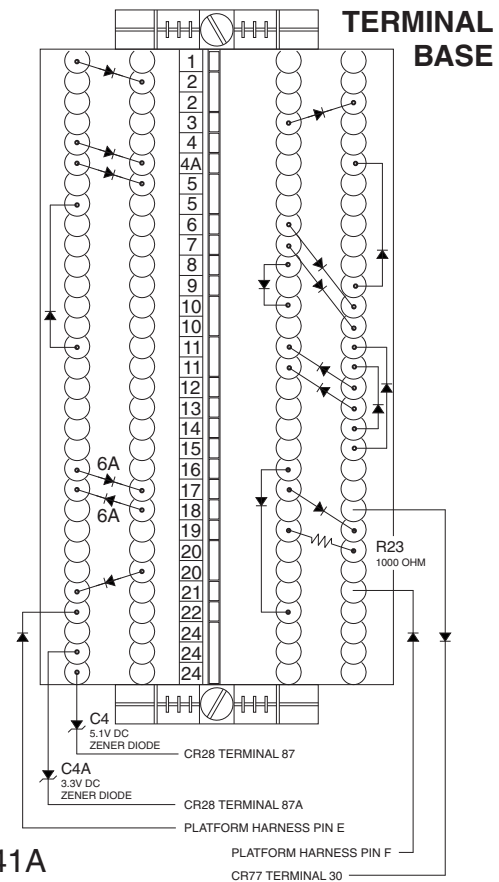 TERMINAL
BASE
1
2
2
3
4
4A
5
5
6
7
8
9
10
10
11
11
12
13
14
15
16
17
18
19
20
20
21
22
24
24
24
6A
6A
R23
1000 OHM
C4
5.1V DC
ZENER DIODE
CR28 TERMINAL 87
C4A
3.3V DC
ZENER DIODE
CR28 TERMINAL 87A
PLATFORM HARNESS PIN E
PLATFORM HARNESS PIN F
41A
CR77 TERMINAL 30